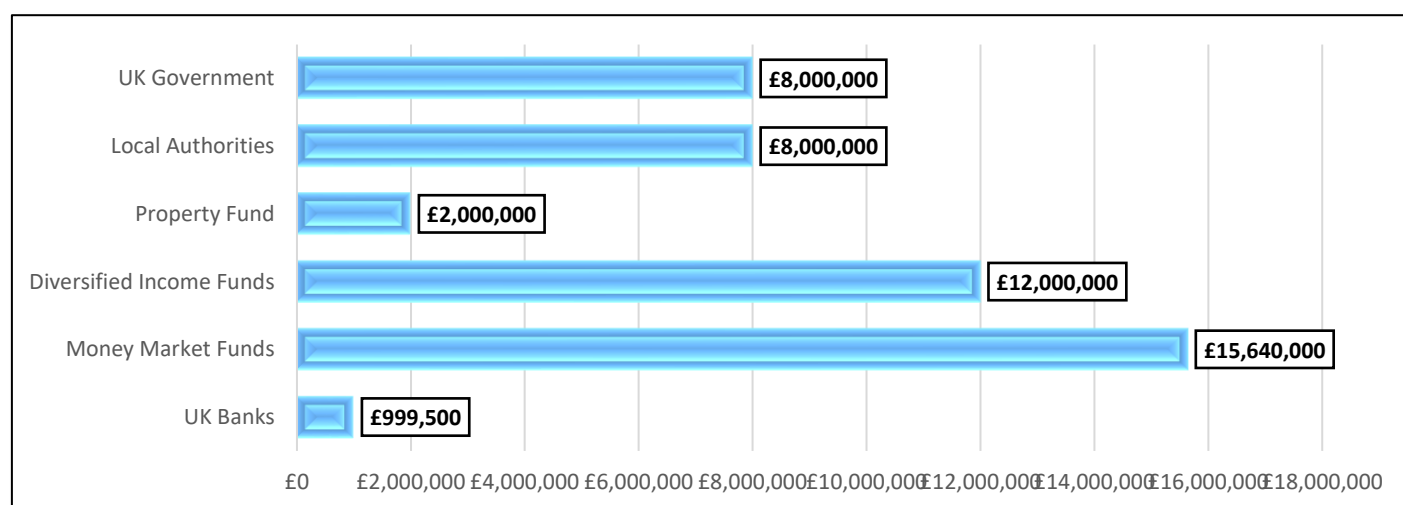 UK Government £8,000,000
Local Authorities £8,000,000
Property Fund £2,000,000
Diversified Income Funds £12,000,000
Money Market Funds £15,640,000
UK Banks £999,500
£0 £2,000,000 £4,000,000 £6,000,000 £8,000,000 £10,000,000 £12,000,000 £14,000,000 £16,000,000 £18,000,000